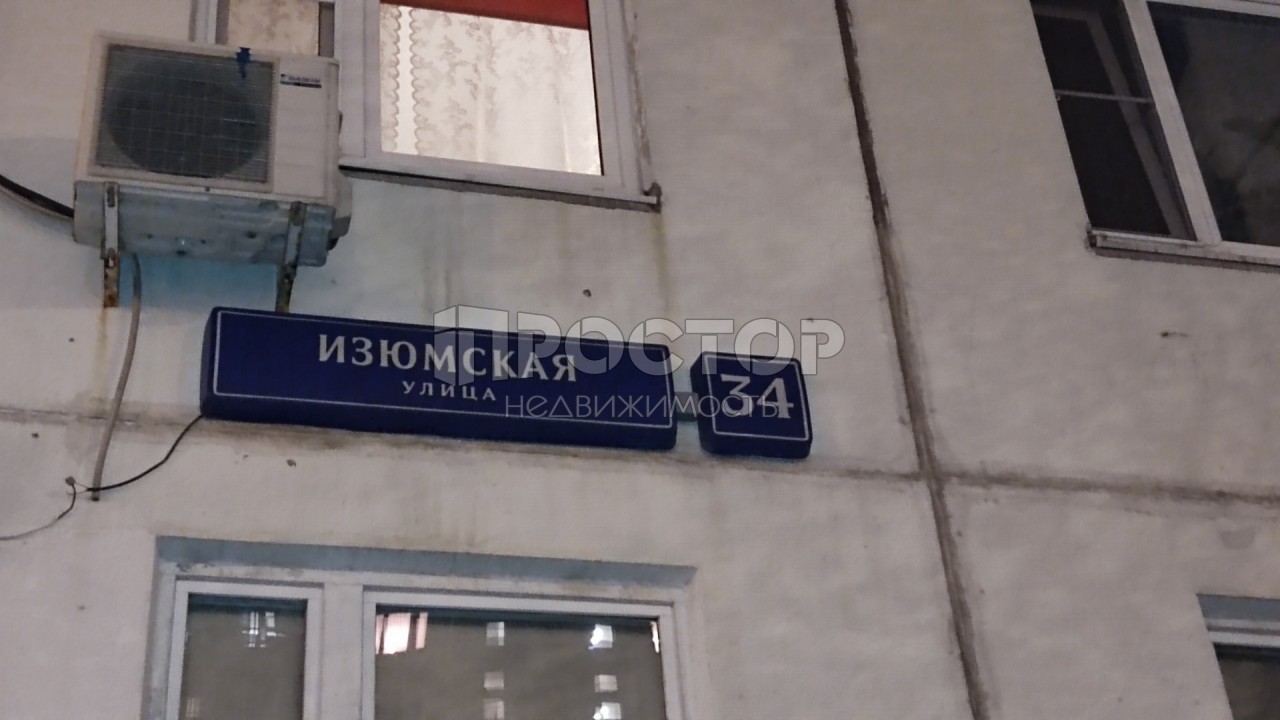 ИЗЮМСКАЯ
УЛИЦА
34
ПРОСТОР
НЕДВИЖИМОСТЬ